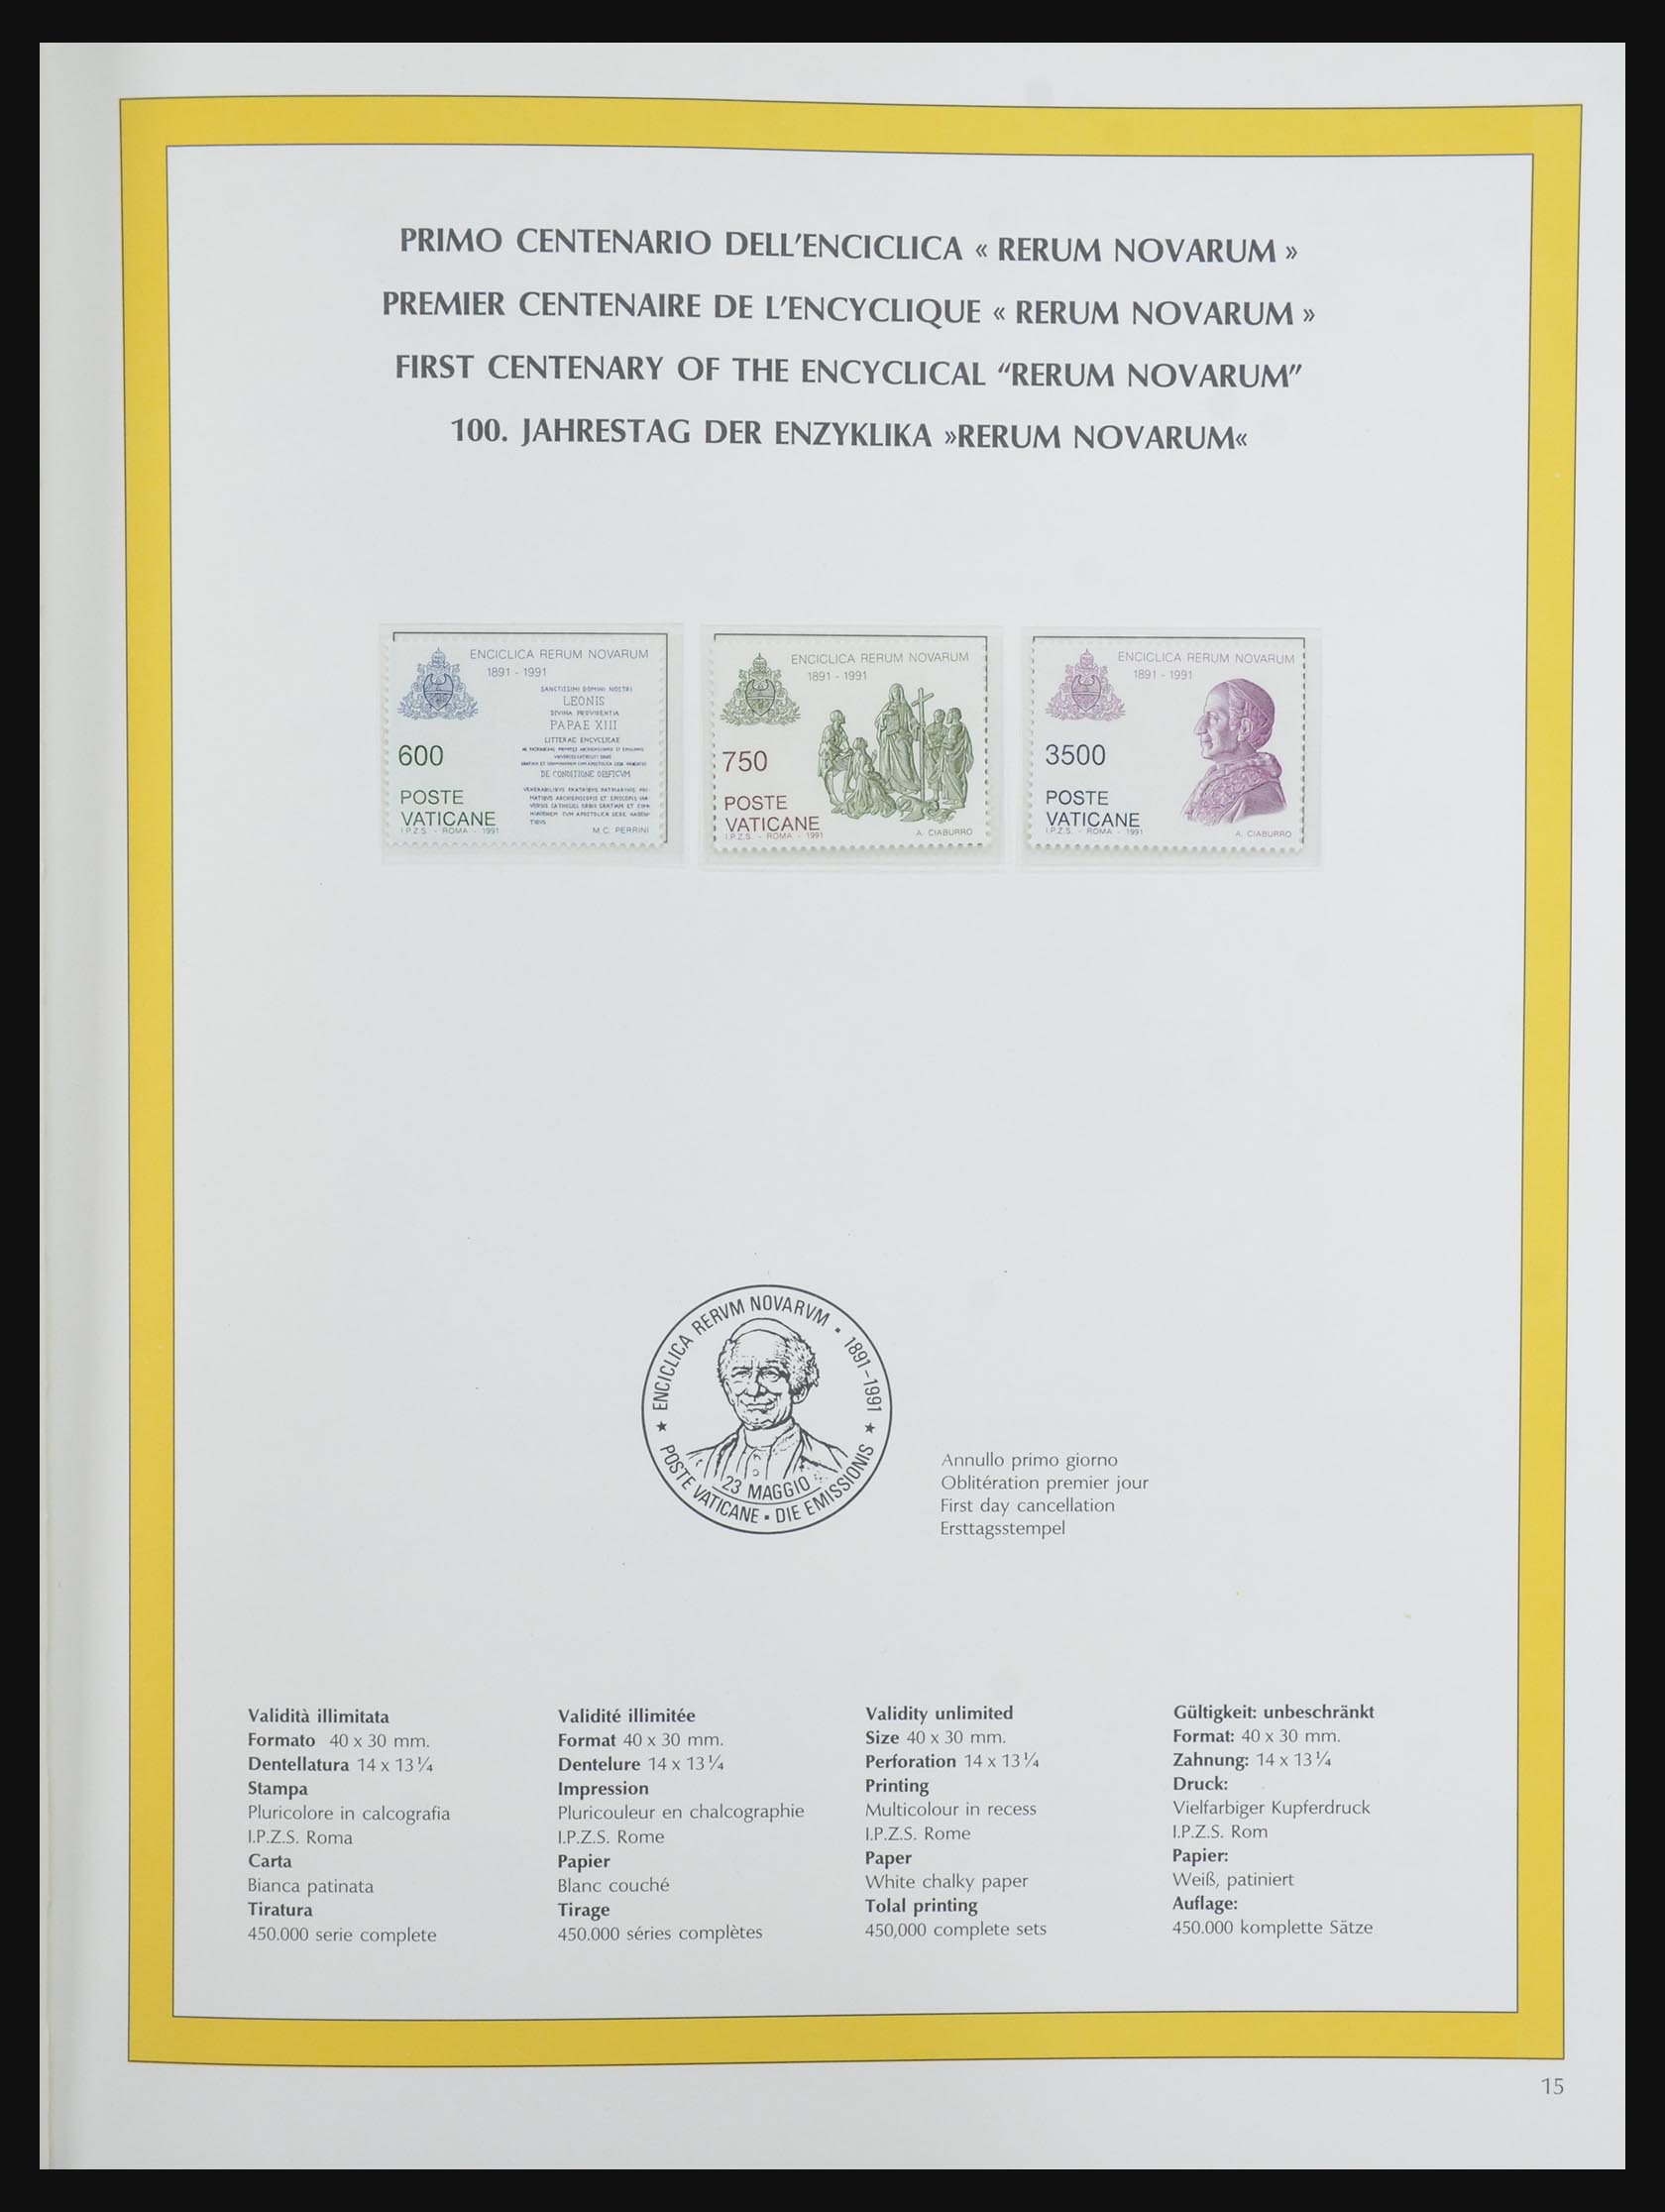 PRIMO CENTENARIO DELL'ENCICLICA « RERUM NOVARUM »
PREMIER CENTENAIRE DE L'ENCYCLIQUE « RERUM NOVARUM »
FIRST CENTENARY OF THE ENCYCLICAL “RERUM NOVARUM”
100. JAHRESTAG DER ENZYKLIKA »RERUM NOVARUM«
ENCICLICA RERUM NOVARUM
1891 - 1991
SANCTISSIMI DOMINI NOSTRI
LEONIS
DIVINA PROVIDENTIA
PAPAE XIII
LITTERAE ENCYCLICAE
DE CONDITIONE OPIFICVM
600
POSTE
VATICANE
I.P.Z.S. - ROMA - 1991
M.C. PERRINI
ENCICLICA RERUM NOVARUM
1891 - 1991
750
POSTE
VATICANE
I.P.Z.S. - ROMA - 1991
A. CIABURRO
ENCICLICA RERUM NOVARUM
1891 - 1991
3500
POSTE
VATICANE
I.P.Z.S. - ROMA - 1991
A. CIABURRO
ENCICLICA RERVM NOVARVM • 1891-1991
23 MAGGIO
POSTE VATICANE • DIE EMISSIONIS
Annullo primo giorno
Oblitération premier jour
First day cancellation
Ersttagsstempel
Validità illimitata
Formato 40 x 30 mm.
Dentellatura 14 x 13 ¼
Stampa
Pluricolore in calcografia
I.P.Z.S. Roma
Carta
Bianca patinata
Tiratura
450.000 serie complete
Validité illimitée
Format 40 x 30 mm.
Dentelure 14 x 13 ¼
Impression
Pluricouleur en chalcographie
I.P.Z.S. Rome
Papier
Blanc couché
Tirage
450.000 séries complètes
Validity unlimited
Size 40 x 30 mm.
Perforation 14 x 13 ¼
Printing
Multicolour in recess
I.P.Z.S. Rome
Paper
White chalky paper
Tolal printing
450,000 complete sets
Gültigkeit: unbeschränkt
Format: 40 x 30 mm.
Zahnung: 14 x 13 ¼
Druck:
Vielfarbiger Kupferdruck
I.P.Z.S. Rom
Papier:
Weiß, patiniert
Auflage:
450.000 komplette Sätze
15